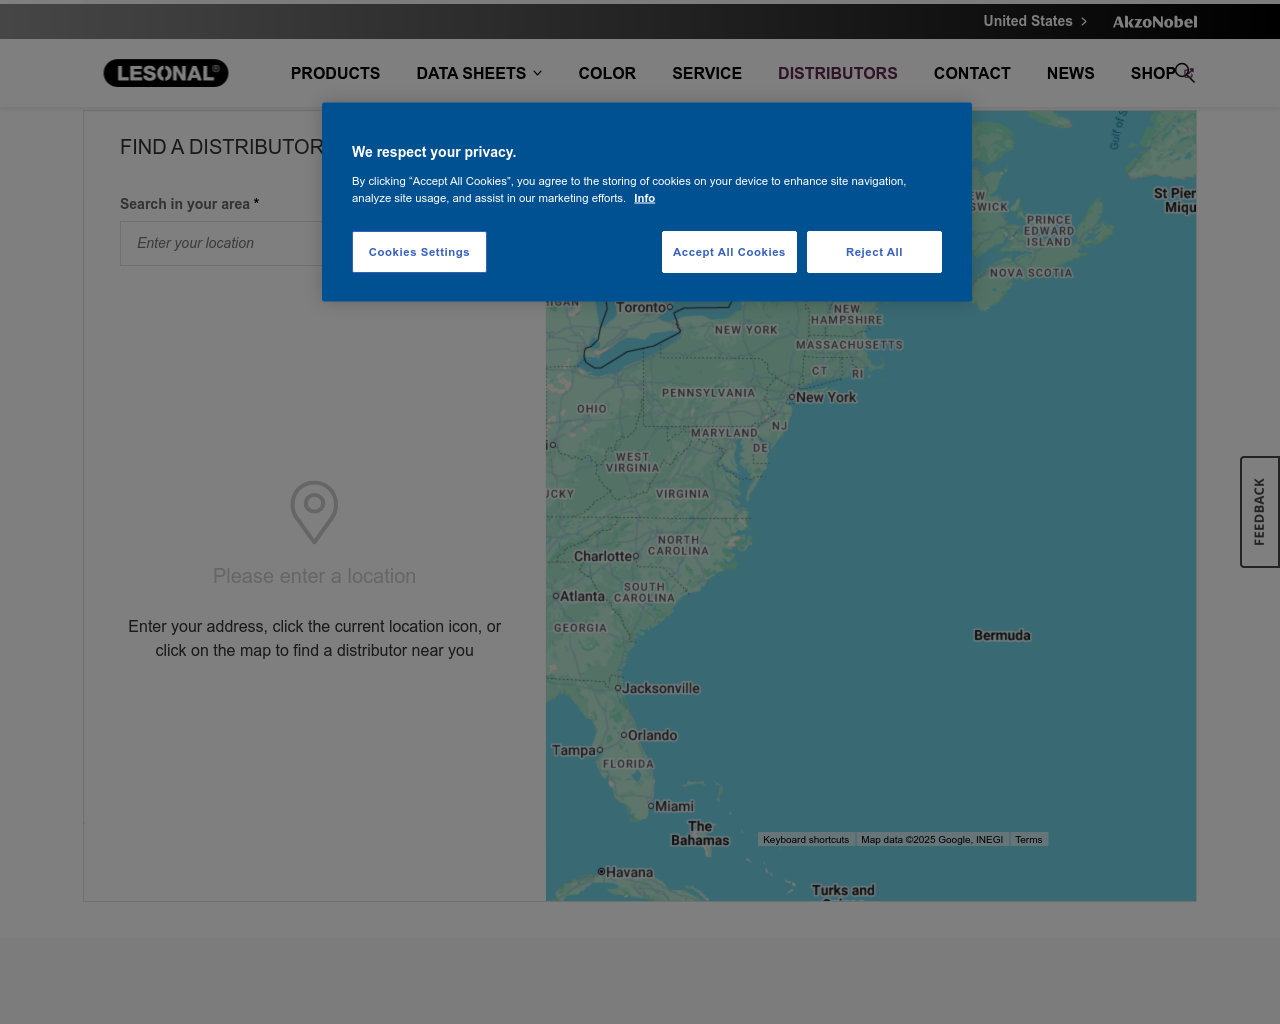 United States
AkzoNobel
LESONAL®
PRODUCTS
DATA SHEETS
COLOR
SERVICE
DISTRIBUTORS
CONTACT
NEWS
SHOP
FIND A DISTRIBUTOR
Search in your area *
Enter your location
Please enter a location
Enter your address, click the current location icon, or
click on the map to find a distributor near you
We respect your privacy.
By clicking “Accept All Cookies”, you agree to the storing of cookies on your device to enhance site navigation,
analyze site usage, and assist in our marketing efforts. Info
Cookies Settings
Accept All Cookies
Reject All
Gulf of
St Pier
Miqu
PRINCE
EDWARD
ISLAND
NOVA SCOTIA
Toronto
NEW
HAMPSHIRE
NEW YORK
MASSACHUSETTS
CT
RI
PENNSYLVANIA
New York
OHIO
NJ
MARYLAND
DE
WEST
VIRGINIA
VIRGINIA
NORTH
CAROLINA
Charlotte
SOUTH
CAROLINA
Atlanta
GEORGIA
Bermuda
Jacksonville
Orlando
Tampa
FLORIDA
Miami
The
Bahamas
Keyboard shortcuts
Map data ©2025 Google, INEGI
Terms
Havana
Turks and
FEEDBACK